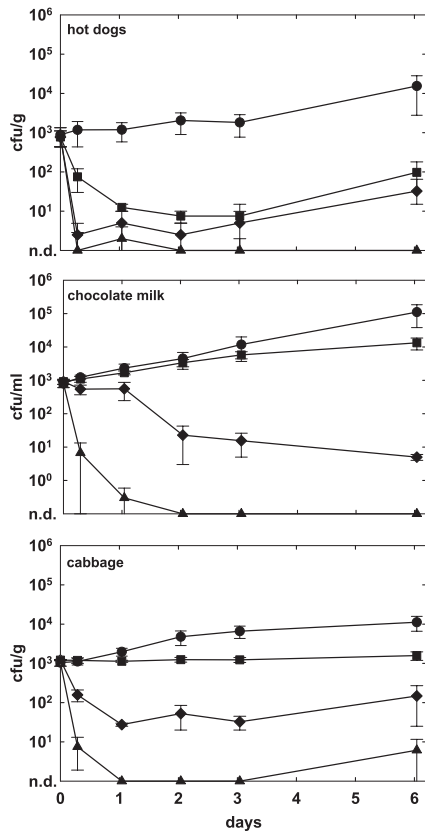 10⁶
hot dogs
10⁵
10⁴
cfu/g
10³
10²
10¹
n.d.
10⁶
chocolate milk
10⁵
10⁴
cfu/ml
10³
10²
10¹
10⁰
n.d.
10⁶
cabbage
10⁵
10⁴
cfu/g
10³
10²
10¹
n.d.
0 1 2 3 4 5 6
days